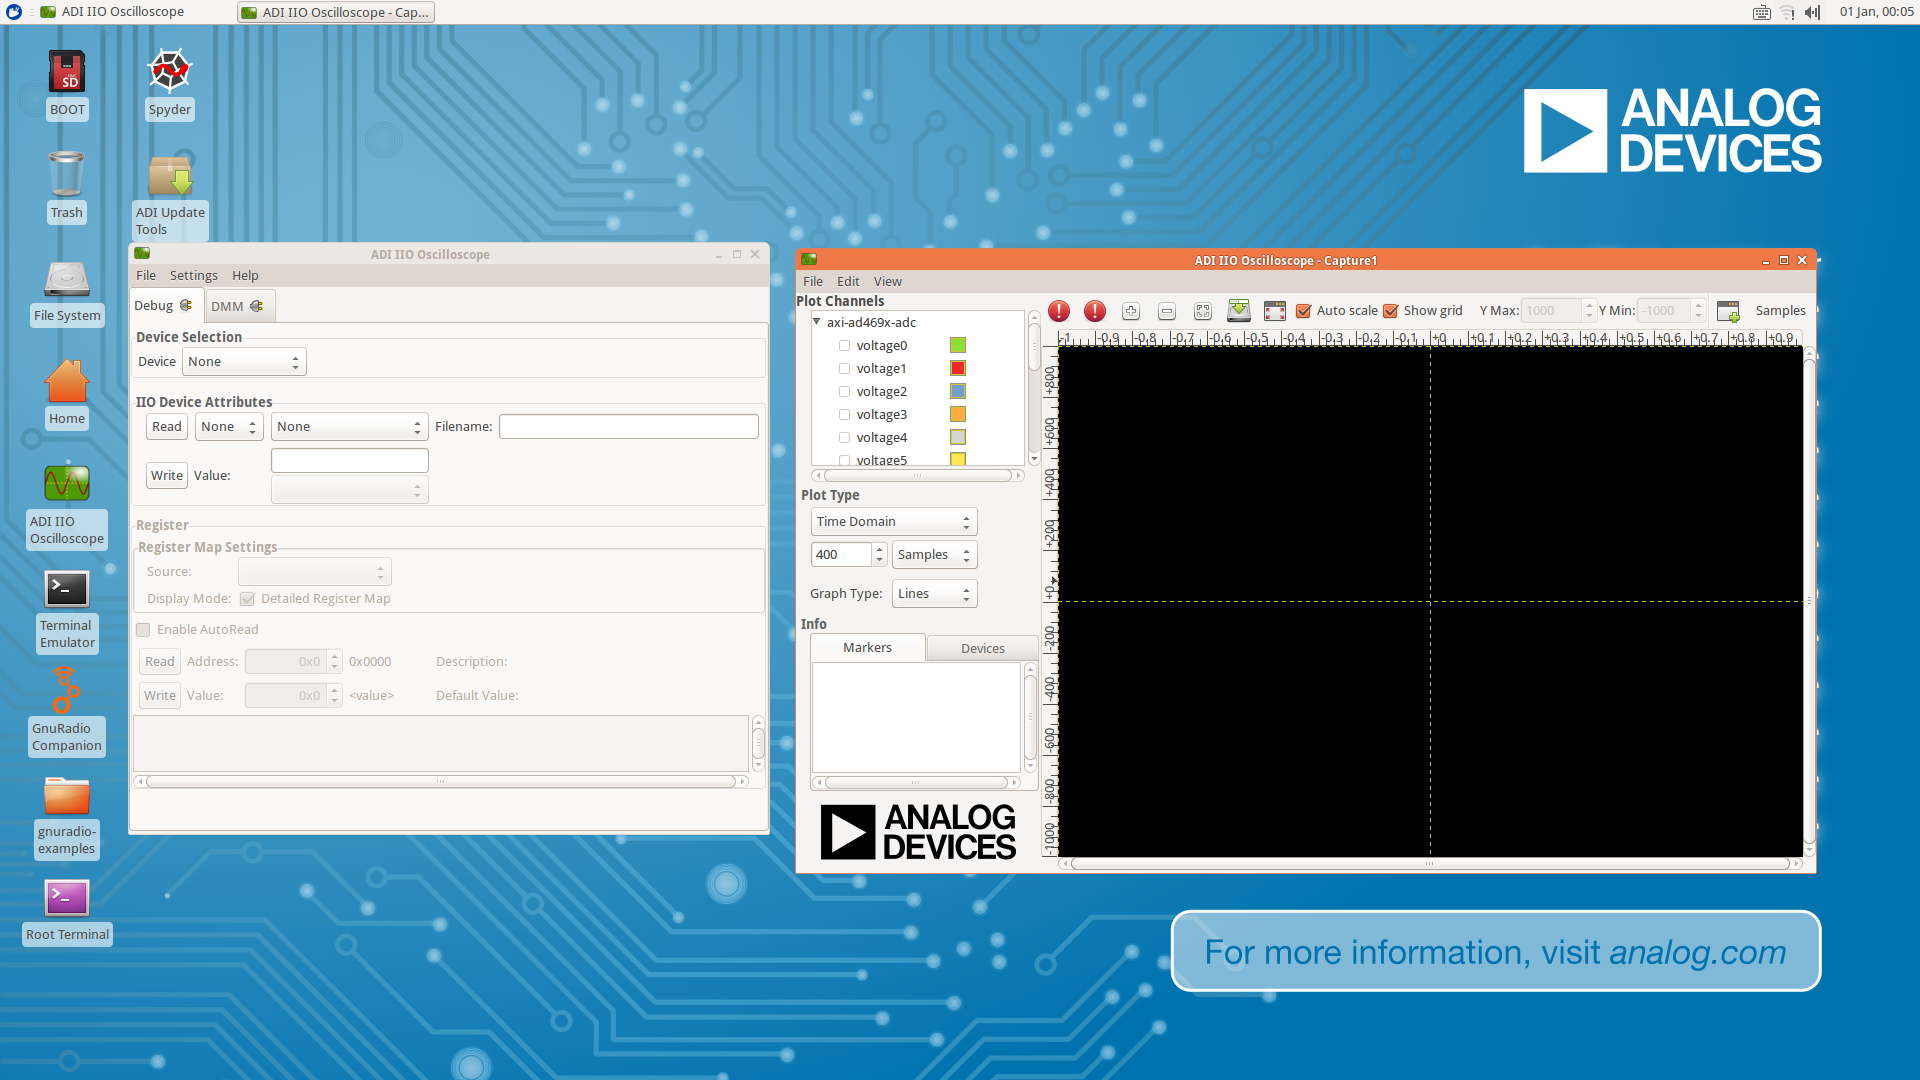 ADI IIO Oscilloscope
ADI IIO Oscilloscope - Cap...
01 Jan, 00:05
SD
BOOT
Spyder
Trash
ADI Update
Tools
File System
Home
ADI IIO
Oscilloscope
Terminal
Emulator
GnuRadio
Companion
gnuradio-
examples
Root Terminal
ANALOG
DEVICES
ADI IIO Oscilloscope
File Settings Help
Debug DMM
Device Selection
Device None
IIO Device Attributes
Read None None Filename:
Write Value:
Register
Register Map Settings
Source:
Display Mode: Detailed Register Map
Enable AutoRead
Read Address: 0x0 0x0000 Description:
Write Value: 0x0 <value> Default Value:
ADI IIO Oscilloscope - Capture1
File Edit View
Plot Channels
axi-ad469x-adc
voltage0
voltage1
voltage2
voltage3
voltage4
voltage5
Plot Type
Time Domain
400 Samples
Graph Type: Lines
Info
Markers Devices
ANALOG
DEVICES
Auto scale Show grid Y Max: 1000 Y Min: -1000 Samples
-1 -0.9 -0.8 -0.7 -0.6 -0.5 -0.4 -0.3 -0.2 -0.1 +0 +0.1 +0.2 +0.3 +0.4 +0.5 +0.6 +0.7 +0.8 +0.9
+800
+600
+400
+200
+0
-200
-400
-600
-800
-1000
For more information, visit analog.com